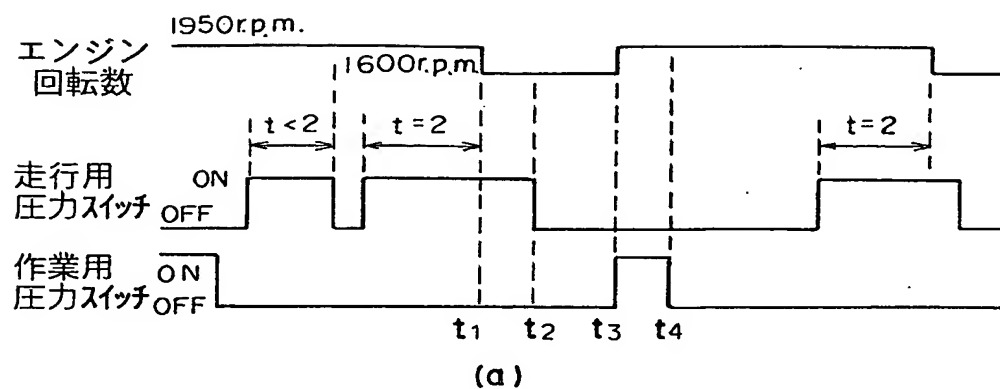 1950r.p.m.
エンジン
回転数
1600r.p.m.
t<2
t=2
t=2
走行用
圧力スイッチ
ON
OFF
作業用
圧力スイッチ
ON
OFF
t1
t2
t3
t4
(a)